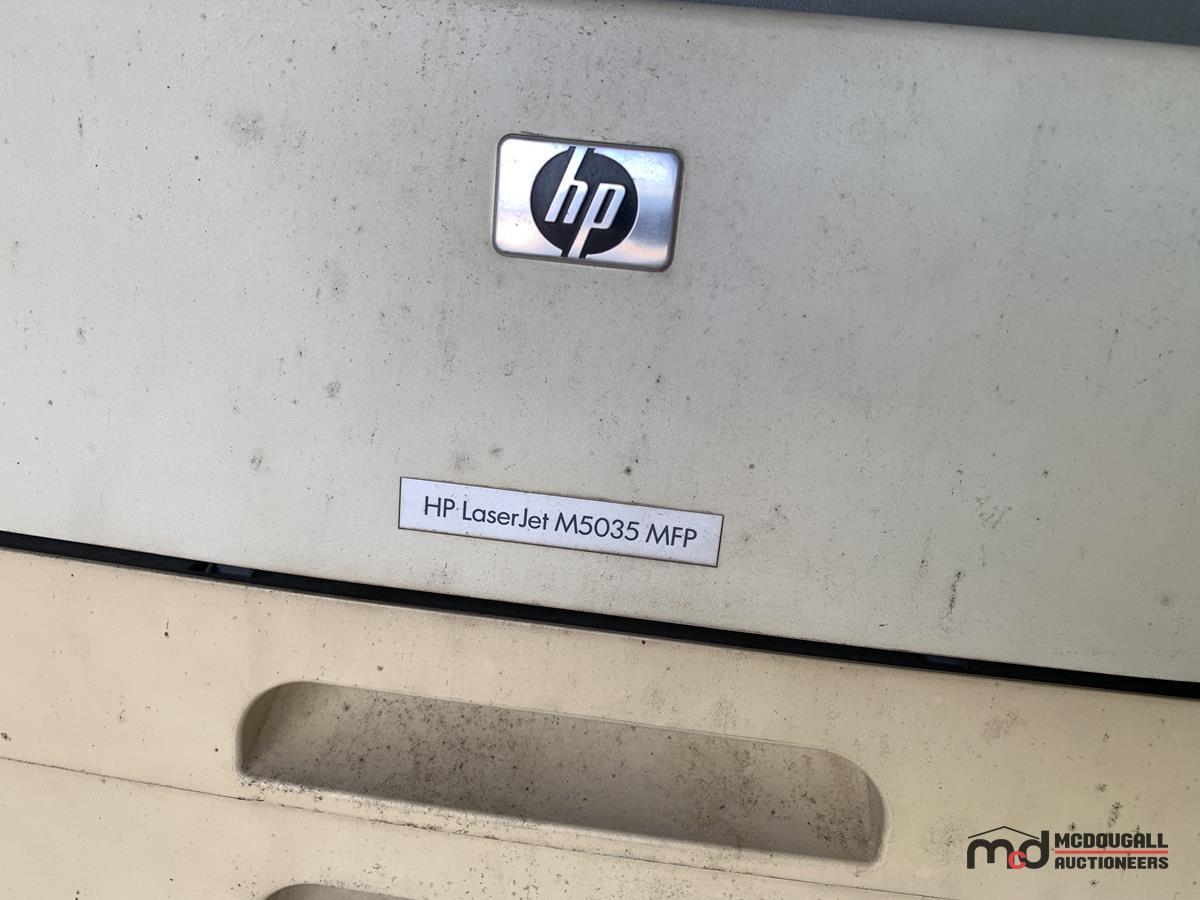 hp
HP LaserJet M5035 MFP
mcd
MCDOUGALL
AUCTIONEERS